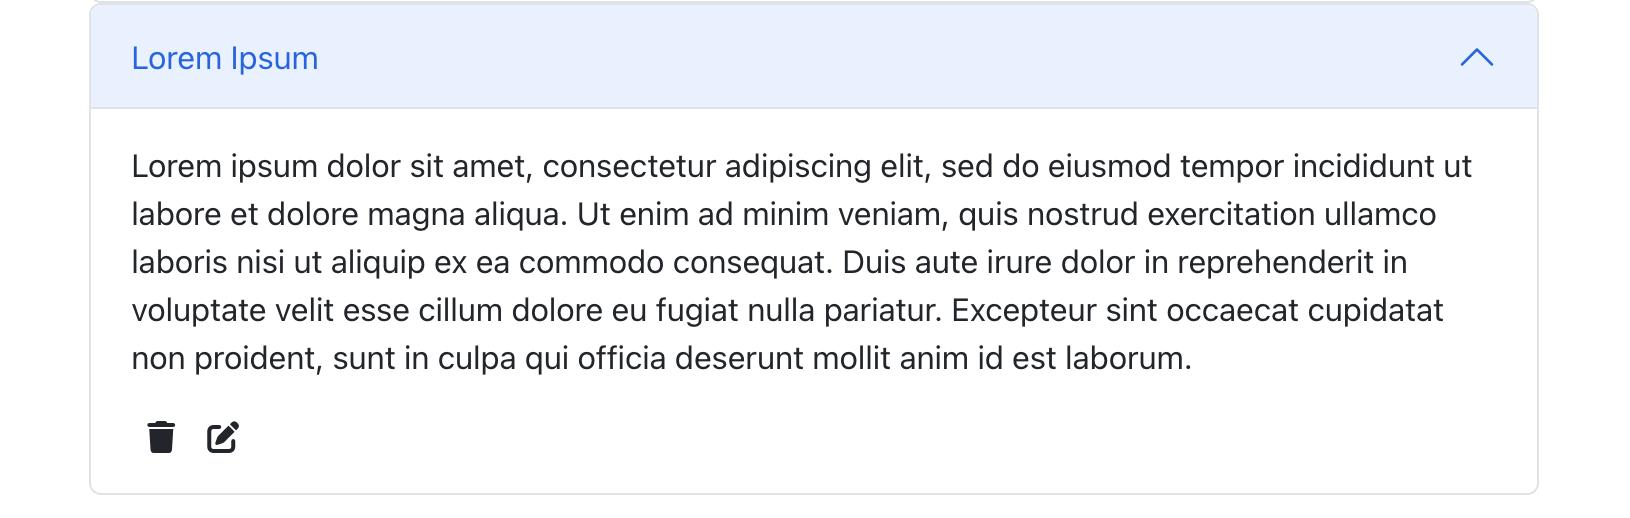 Lorem Ipsum
Lorem ipsum dolor sit amet, consectetur adipiscing elit, sed do eiusmod tempor incididunt ut
labore et dolore magna aliqua. Ut enim ad minim veniam, quis nostrud exercitation ullamco
laboris nisi ut aliquip ex ea commodo consequat. Duis aute irure dolor in reprehenderit in
voluptate velit esse cillum dolore eu fugiat nulla pariatur. Excepteur sint occaecat cupidatat
non proident, sunt in culpa qui officia deserunt mollit anim id est laborum.